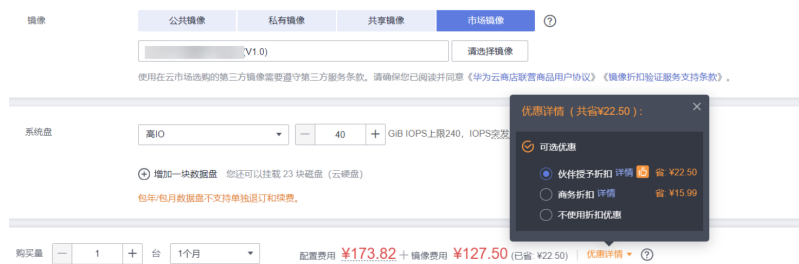 镜像 公共镜像 私有镜像 共享镜像 市场镜像 ?
(V1.0) 请选择镜像
使用在云市场选购的第三方镜像需要遵守第三方服务条款。请确保您已阅读并同意《华为云商店联营商品用户协议》《镜像折扣验证服务支持条款》。
优惠详情（共省¥22.50）:
系统盘 高IO 40 GiB IOPS上限240，IOPS突发
可选优惠
伙伴授予折扣 详情 省: ¥22.50
商务折扣 详情 省: ¥15.99
不使用折扣优惠
增加一块数据盘 您还可以挂载 23 块磁盘（云硬盘）
包年/包月数据盘不支持单独退订和续费。
购买量 — 1 + 台 1个月 配置费用 ¥173.82 + 镜像费用 ¥127.50 (已省: ¥22.50) 优惠详情 ?